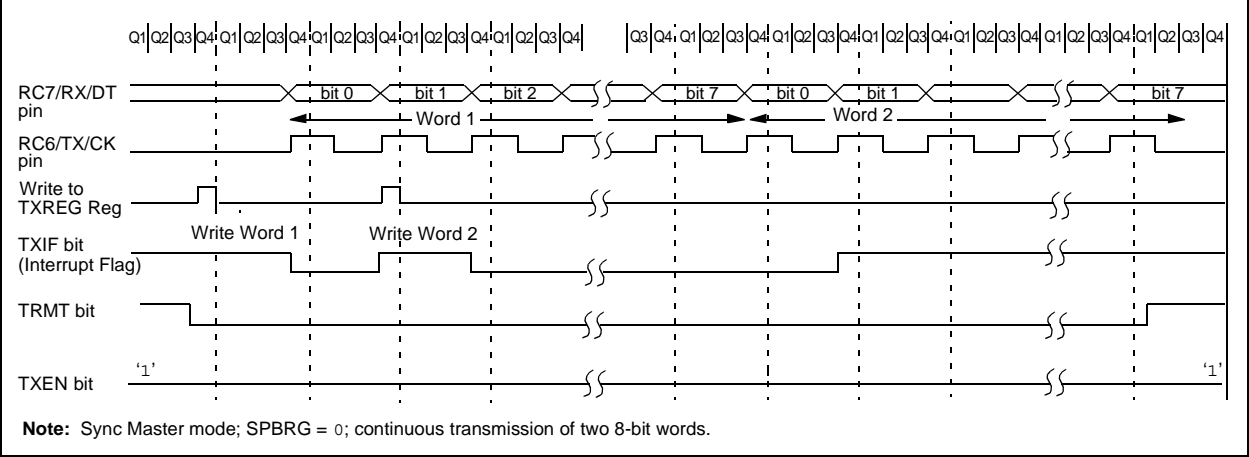 Q1 Q2 Q3 Q4 Q1 Q2 Q3 Q4 Q1 Q2 Q3 Q4 Q1 Q2 Q3 Q4 Q1 Q2 Q3 Q4 Q3 Q4 Q1 Q2 Q3 Q4 Q1 Q2 Q3 Q4 Q1 Q2 Q3 Q4 Q1 Q2 Q3 Q4 Q1 Q2 Q3 Q4 Q1 Q2 Q3 Q4
RC7/RX/DT
pin
bit 0 bit 1 bit 2 bit 7 bit 0 bit 1 bit 7
Word 1 Word 2
RC6/TX/CK
pin
Write to
TXREG Reg
Write Word 1 Write Word 2
TXIF bit
(Interrupt Flag)
TRMT bit
TXEN bit
‘1’ ‘1’
Note: Sync Master mode; SPBRG = 0; continuous transmission of two 8-bit words.